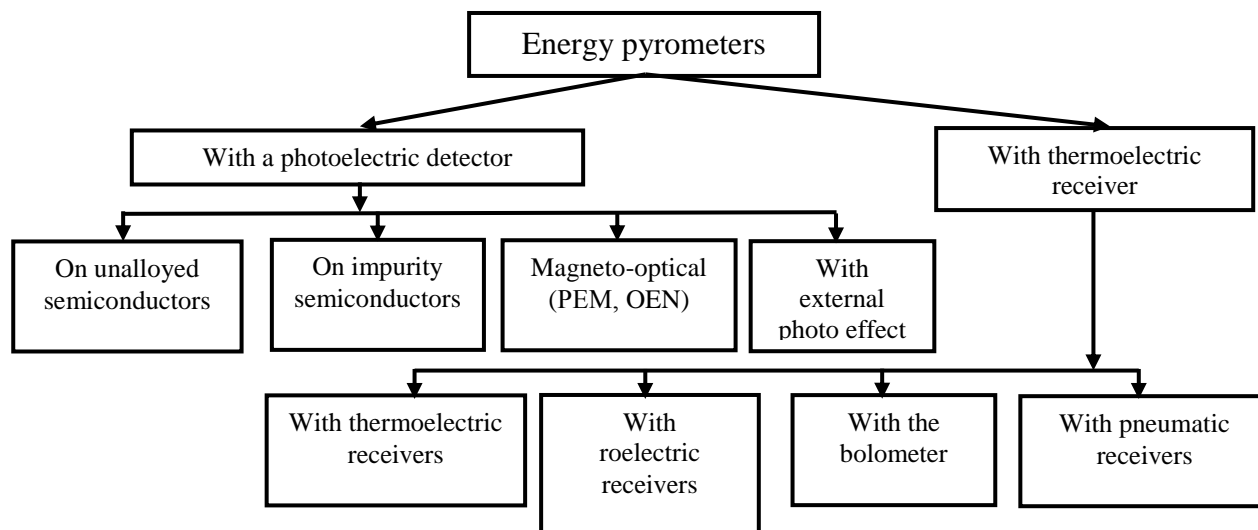 Energy pyrometers
With a photoelectric detector
With thermoelectric
receiver
On unalloyed
semiconductors
On impurity
semiconductors
Magneto-optical
(PEM, OEN)
With
external
photo effect
With thermoelectric
receivers
With
roelectric
receivers
With the
bolometer
With pneumatic
receivers